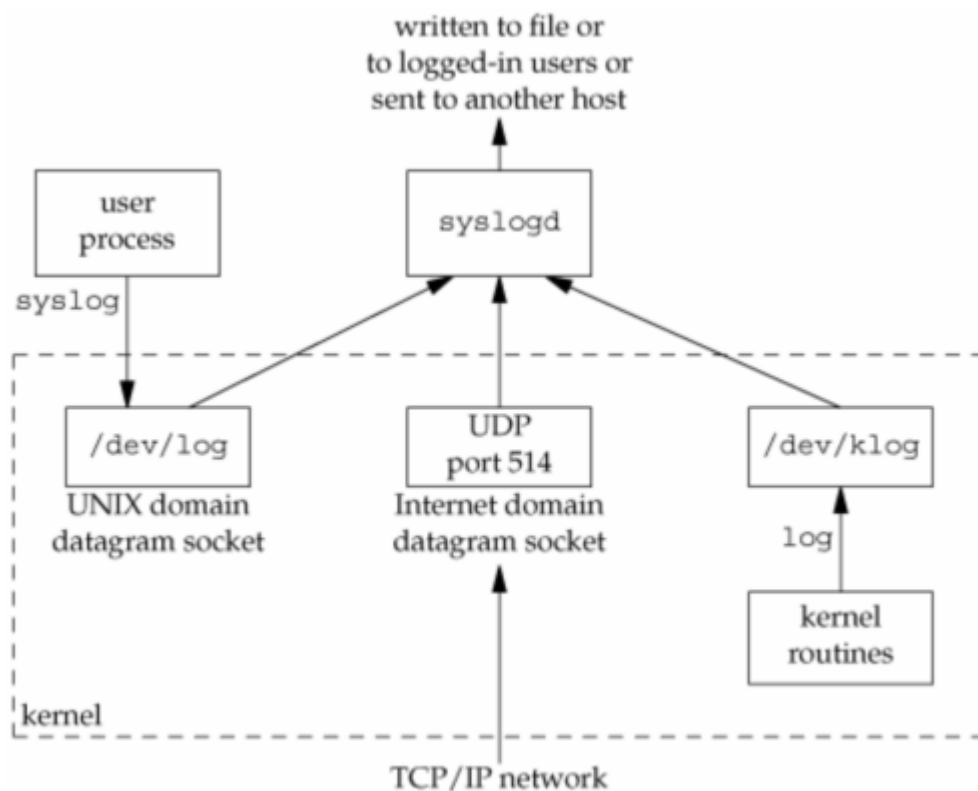 written to file or
to logged-in users or
sent to another host
user
process
syslogd
syslog
/dev/log
UNIX domain
datagram socket
UDP
port 514
Internet domain
datagram socket
/dev/klog
log
kernel
routines
kernel
TCP/IP network